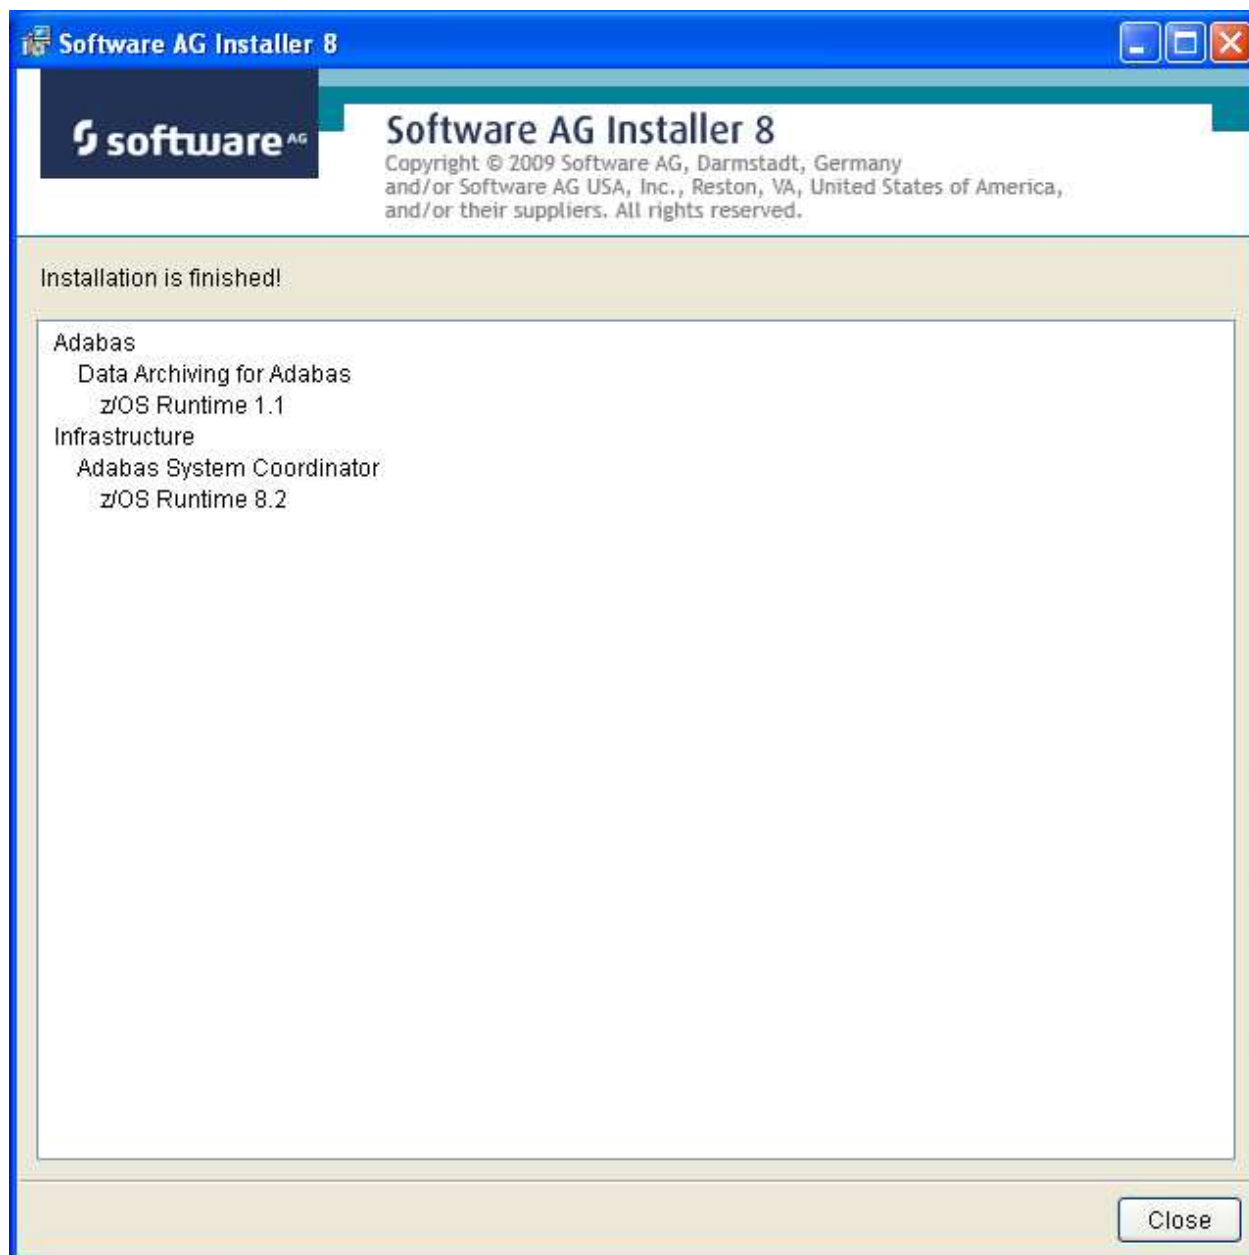 Software AG Installer 8
software AG
Software AG Installer 8
Copyright © 2009 Software AG, Darmstadt, Germany
and/or Software AG USA, Inc., Reston, VA, United States of America,
and/or their suppliers. All rights reserved.
Installation is finished!
Adabas
Data Archiving for Adabas
z/OS Runtime 1.1
Infrastructure
Adabas System Coordinator
z/OS Runtime 8.2
Close